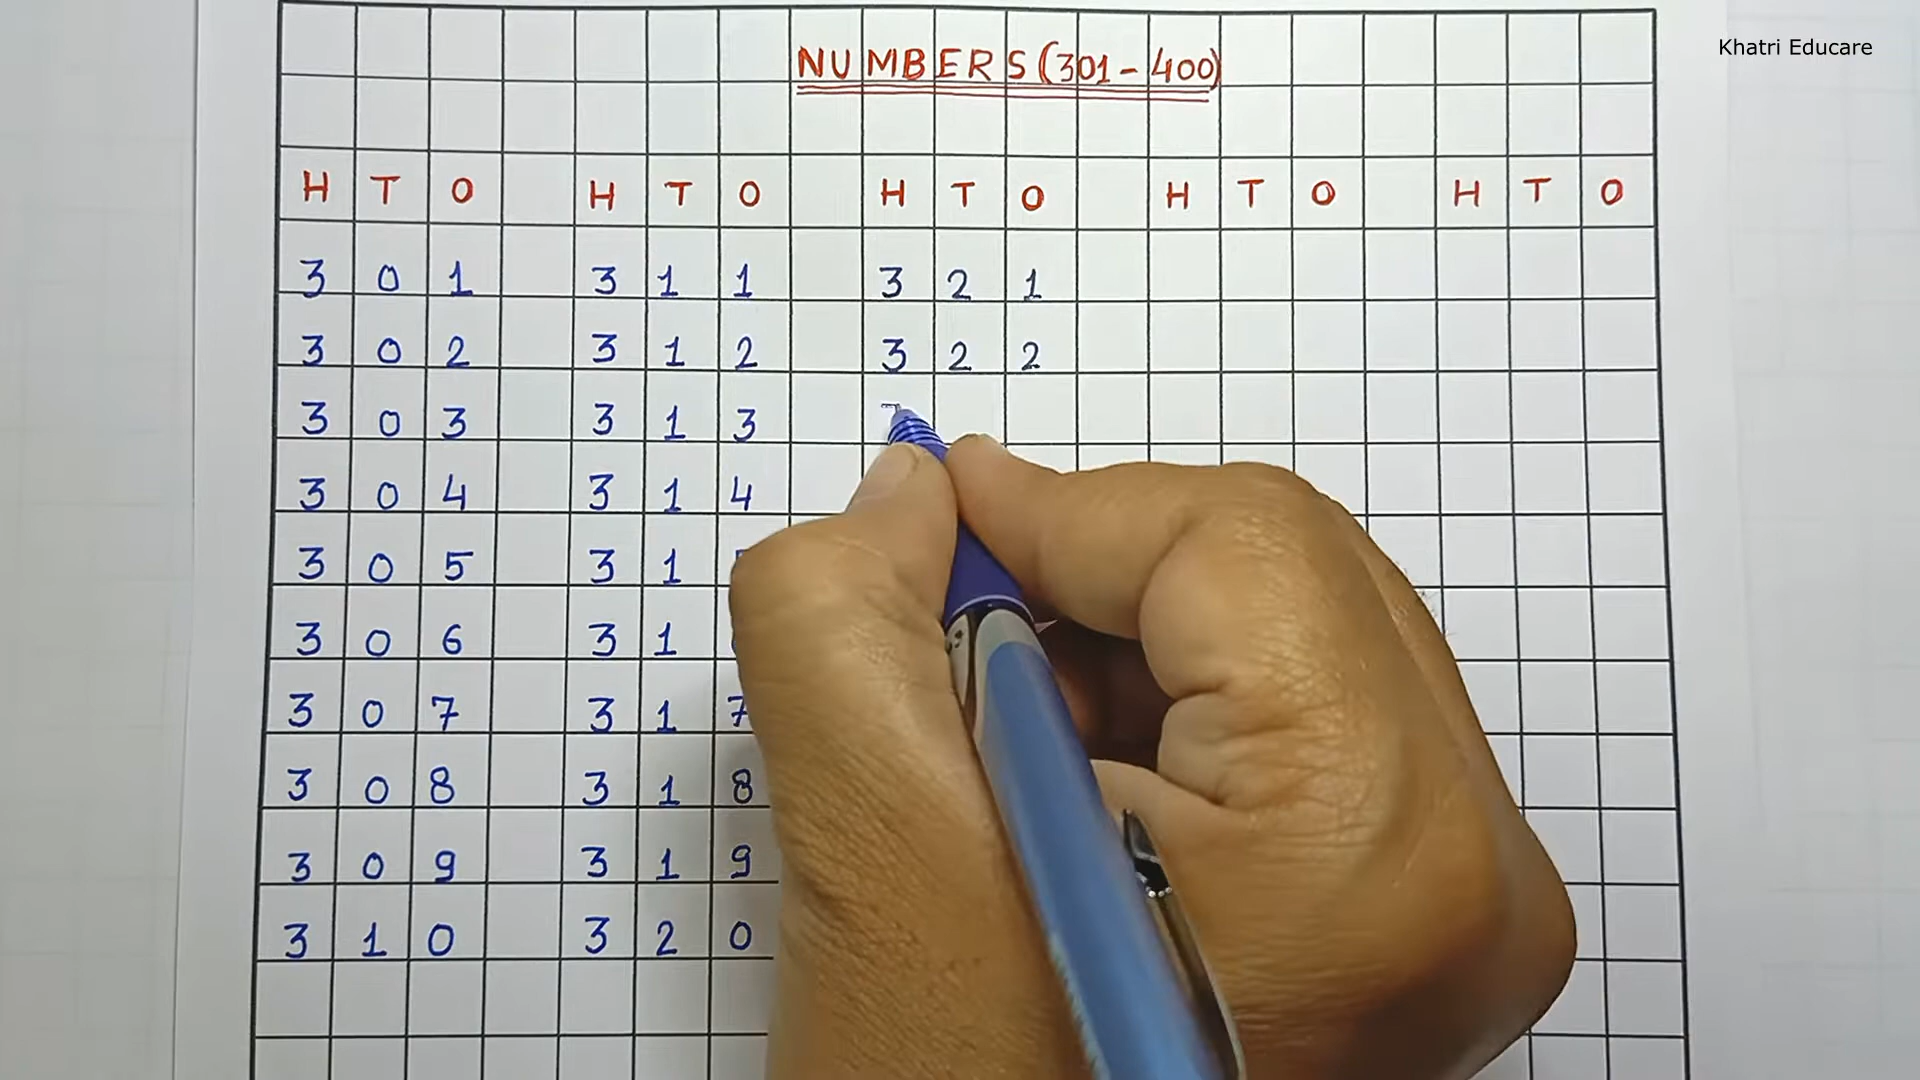 Khatri Educare
NUMBERS (301-400)
H T O H T O H T O H T O H T O
3 0 1 3 1 1 3 2 1
3 0 2 3 1 2 3 2 2
3 0 3 3 1 3
3 0 4 3 1 4
3 0 5 3 1
3 0 6 3 1
3 0 7 3 1 7
3 0 8 3 1 8
3 0 9 3 1 9
3 1 0 3 2 0